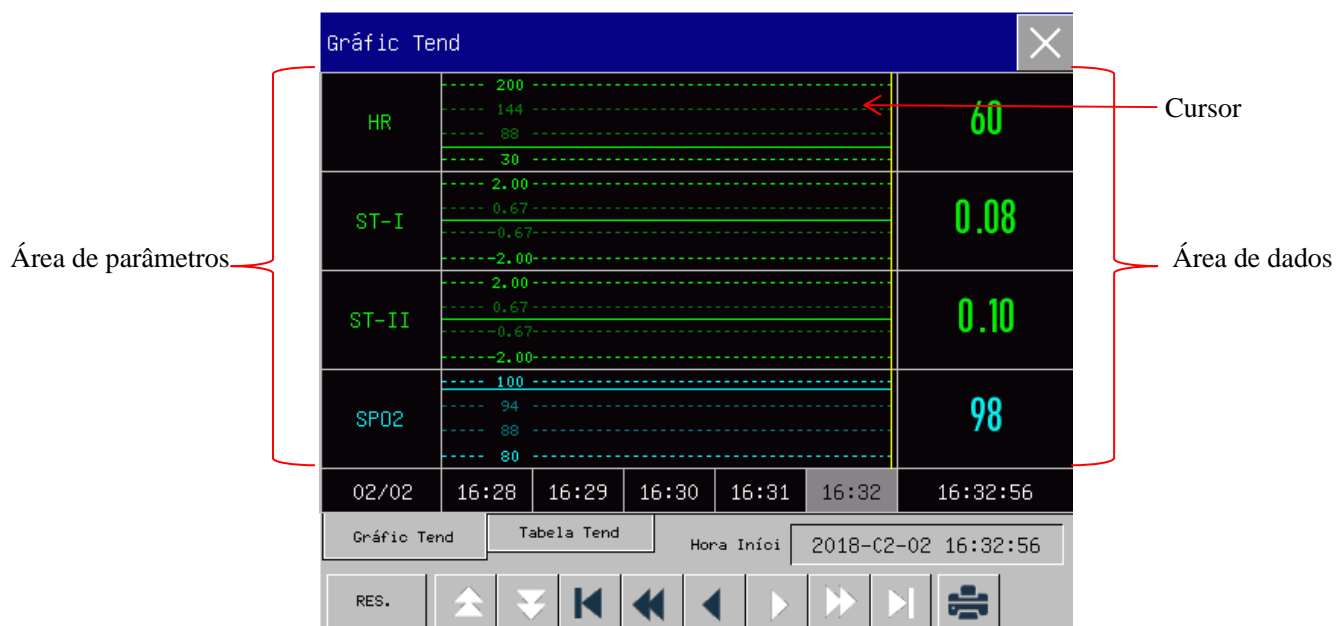 Gráfic Tend
HR
200
144
88
30
60
Cursor
ST-I
2.00
0.67
-0.67
-2.00
0.08
Área de parâmetros
Área de dados
ST-II
2.00
0.67
-0.67
-2.00
0.10
SPO2
100
94
88
80
98
02/02 16:28 16:29 16:30 16:31 16:32 16:32:56
Gráfic Tend Tabela Tend Hora Iníci 2018-C2-02 16:32:56
RES.